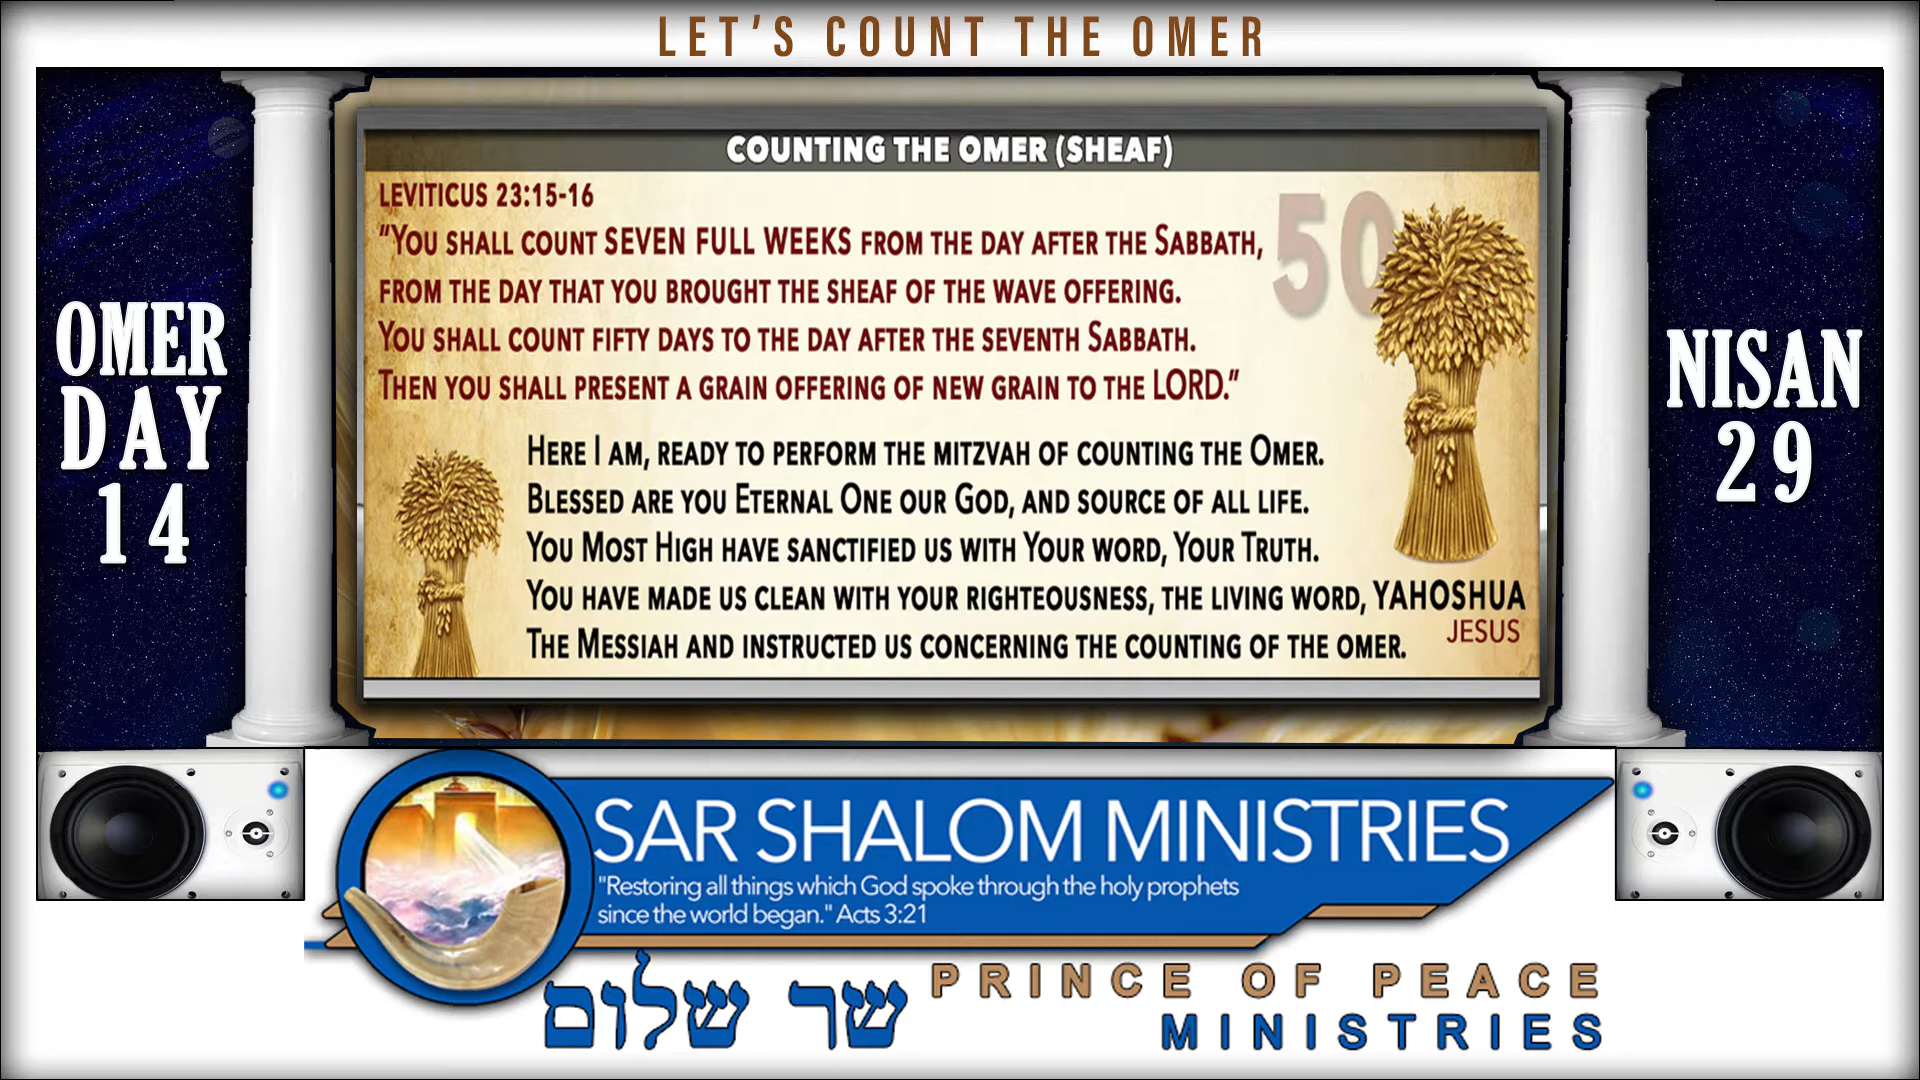 LET'S COUNT THE OMER
COUNTING THE OMER (SHEAF)
LEVITICUS 23:15-16
"YOU SHALL COUNT SEVEN FULL WEEKS FROM THE DAY AFTER THE SABBATH,
FROM THE DAY THAT YOU BROUGHT THE SHEAF OF THE WAVE OFFERING.
YOU SHALL COUNT FIFTY DAYS TO THE DAY AFTER THE SEVENTH SABBATH.
THEN YOU SHALL PRESENT A GRAIN OFFERING OF NEW GRAIN TO THE LORD."
50
HERE I AM, READY TO PERFORM THE MITZVAH OF COUNTING THE OMER.
BLESSED ARE YOU ETERNAL ONE OUR GOD, AND SOURCE OF ALL LIFE.
YOU MOST HIGH HAVE SANCTIFIED US WITH YOUR WORD, YOUR TRUTH.
YOU HAVE MADE US CLEAN WITH YOUR RIGHTEOUSNESS, THE LIVING WORD, YAHOSHUA
JESUS
THE MESSIAH AND INSTRUCTED US CONCERNING THE COUNTING OF THE OMER.
OMER
DAY
14
NISAN
29
SAR SHALOM MINISTRIES
"Restoring all things which God spoke through the holy prophets
since the world began." Acts 3:21
שר שלום
PRINCE OF PEACE
MINISTRIES